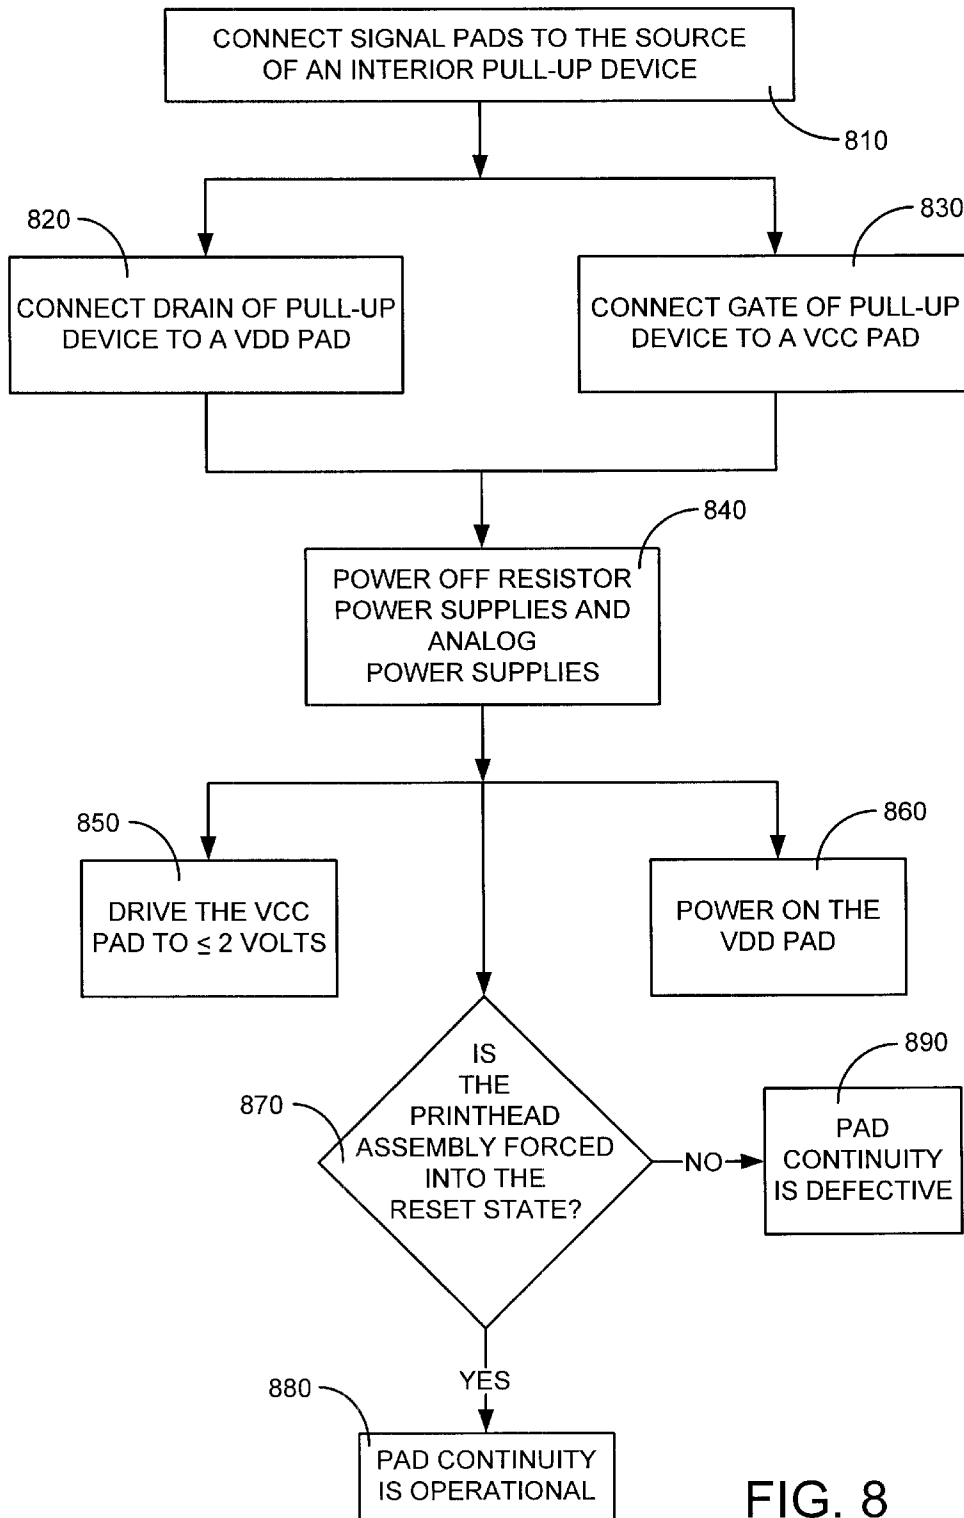 CONNECT SIGNAL PADS TO THE SOURCE
OF AN INTERIOR PULL-UP DEVICE
810
820
830
CONNECT DRAIN OF PULL-UP
DEVICE TO A VDD PAD
CONNECT GATE OF PULL-UP
DEVICE TO A VCC PAD
840
POWER OFF RESISTOR
POWER SUPPLIES AND
ANALOG
POWER SUPPLIES
850
860
DRIVE THE VCC
PAD TO ≤ 2 VOLTS
POWER ON THE
VDD PAD
870
IS
THE
PRINTHEAD
ASSEMBLY FORCED
INTO THE
RESET STATE?
NO
890
PAD
CONTINUITY
IS DEFECTIVE
YES
880
PAD CONTINUITY
IS OPERATIONAL
FIG. 8